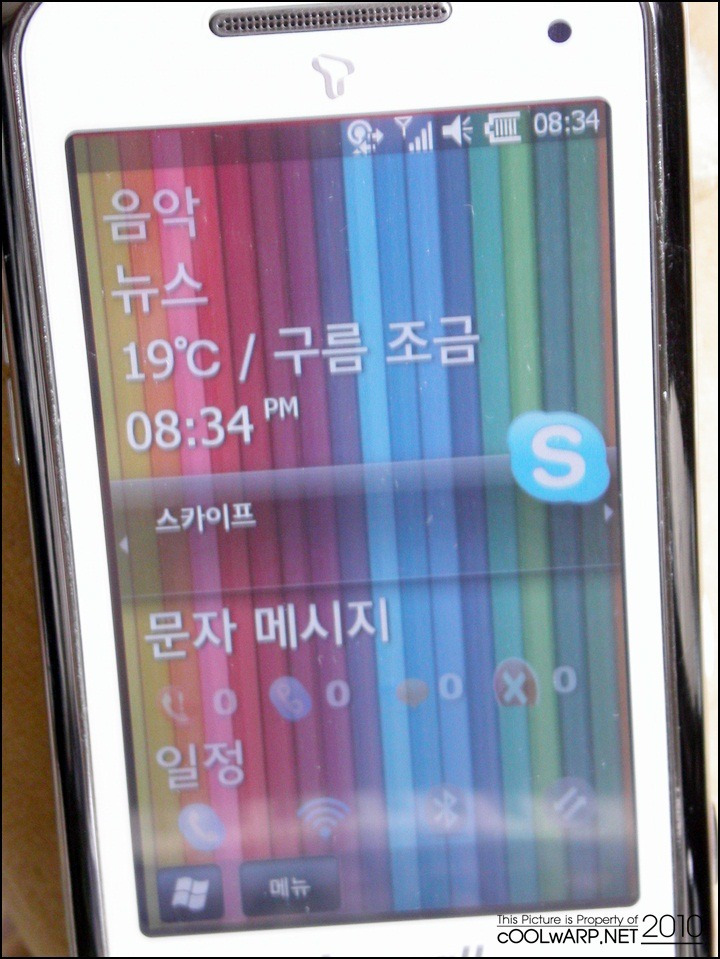 08:34
음악
뉴스
19℃ / 구름 조금
08:34 PM
S
스카이프
문자 메시지
0 0 0 0
일정
메뉴
This Picture is Property of
COOLWARP.NET 2010